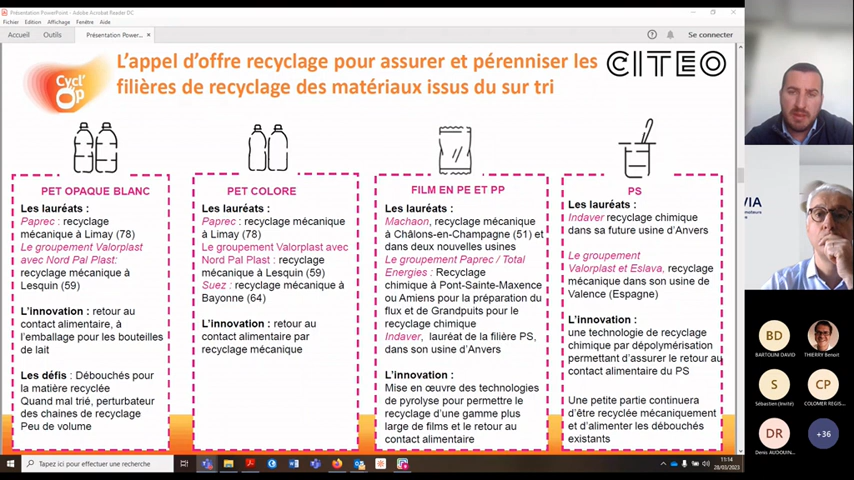 Présentation PowerPoint - Adobe Acrobat Reader DC
Fichier Edition Affichage Fenêtre Aide
Accueil Outils Présentation Power... ×
Se connecter
L'appel d'offre recyclage pour assurer et pérenniser les
filières de recyclage des matériaux issus du sur tri
Cycl'Op
CITEO
PET OPAQUE BLANC
Les lauréats :
Paprec : recyclage
mécanique à Limay (78)
Le groupement Valorplast
avec Nord Pal Plast:
recyclage mécanique à
Lesquin (59)
L'innovation : retour au
contact alimentaire, à
l'emballage pour les bouteilles
de lait
Les défis : Débouchés pour
la matière recyclée
Quand mal trié, perturbateur
des chaines de recyclage
Peu de volume
PET COLORE
Les lauréats :
Paprec : recyclage mécanique
à Limay (78)
Le groupement Valorplast avec
Nord Pal Plast : recyclage
mécanique à Lesquin (59)
Suez : recyclage mécanique à
Bayonne (64)
L'innovation : retour au
contact alimentaire par
recyclage mécanique
FILM EN PE ET PP
Les lauréats :
Machaon, recyclage mécanique
à Châlons-en-Champagne (51) et
dans deux nouvelles usines
Le groupement Paprec / Total
Energies : Recyclage
chimique à Pont-Sainte-Maxence
ou Amiens pour la préparation du
flux et de Grandpuits pour le
recyclage chimique
Indaver, lauréat de la filière PS,
dans son usine d'Anvers
L'innovation :
Mise en œuvre des technologies
de pyrolyse pour permettre le
recyclage d'une gamme plus
large de films et le retour au
contact alimentaire
PS
Les lauréats :
Indaver recyclage chimique
dans sa future usine d'Anvers
Le groupement
Valorplast et Eslava, recyclage
mécanique dans son usine de
Valence (Espagne)
L'innovation :
une technologie de recyclage
chimique par dépolymérisation
permettant d'assurer le retour au
contact alimentaire du PS
Une petite partie continuera
d'être recyclée mécaniquement
et d'alimenter les débouchés
existants
VIA
BD
BARTOLINI DAVID
THIERRY Benoit
S
Sébastien (Invité)
CP
COLOMER REGIS...
DR
Denis AUDOUIN...
+36
Tapez ici pour effectuer une recherche
11:14
28/03/2023